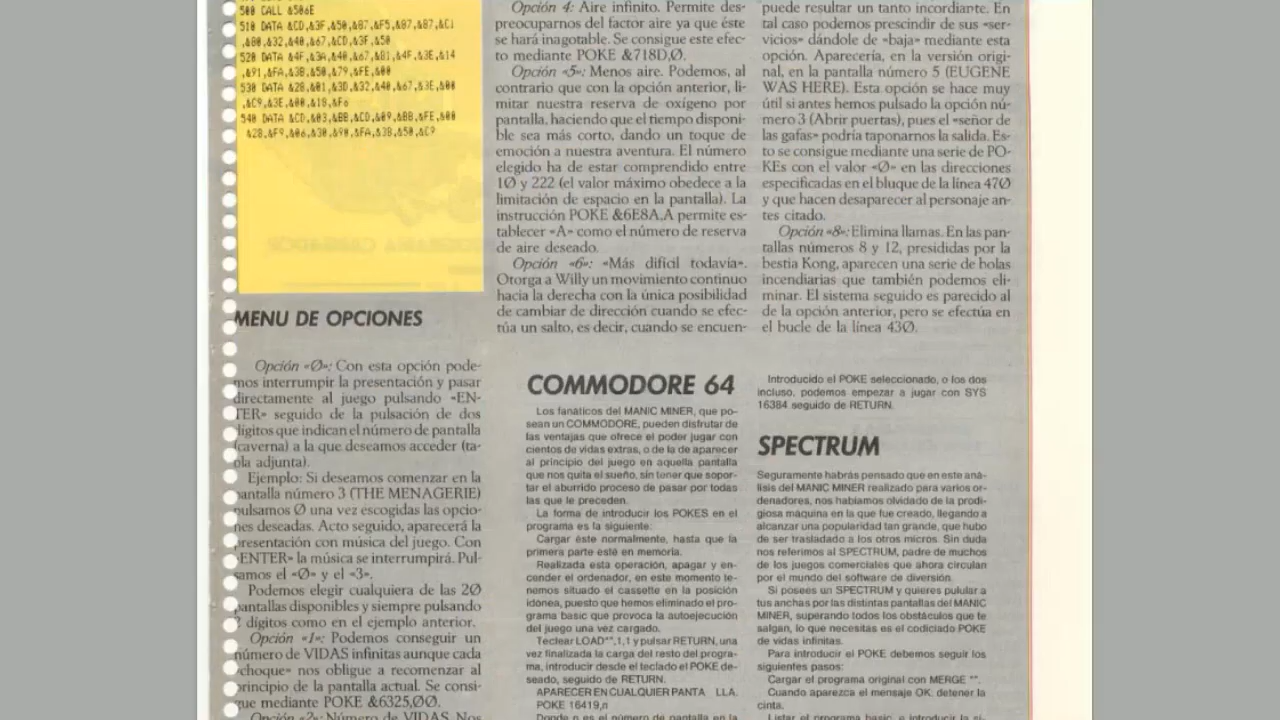 500 CALL &506E
510 DATA &CD,&3F,&50,&B7,&F5,&87,&87,&C1
,&80,&32,&40,&67,&CD,&3F,&50
520 DATA &4F,&3A,&40,&67,&81,&4F,&3E,&14
,&91,&FA,&3B,&50,&79,&FE,&00
530 DATA &28,&01,&3D,&32,&40,&67,&3E,&00
,&C9,&3E,&00,&18,&F6
540 DATA &CD,&03,&BB,&CD,&09,&BB,&FE,&00
&28,&F9,&06,&30,&90,&FA,&3B,&50,&C9
MENU DE OPCIONES
Opción «Ø»: Con esta opción pode-
mos interrumpir la presentación y pasar
directamente al juego pulsando «EN-
TER» seguido de la pulsación de dos
dígitos que indican el número de pantalla
(caverna) a la que deseamos acceder (ta-
bla adjunta).
Ejemplo: Si deseamos comenzar en la
pantalla número 3 (THE MENAGERIE)
pulsamos Ø una vez escogidas las opcio-
nes deseadas. Acto seguido, aparecerá la
presentación con música del juego. Con
«ENTER» la música se interrumpirá. Pul-
samos el «Ø» y el «3».
Podemos elegir cualquiera de las 2Ø
pantallas disponibles y siempre pulsando
2 dígitos como en el ejemplo anterior.
Opción «1»: Podemos conseguir un
número de VIDAS infinitas aunque cada
«choque» nos obligue a recomenzar al
principio de la pantalla actual. Se consi-
gue mediante POKE &6325,ØØ.
Opción «2»: Número de VIDAS. Nos
Opción 4: Aire infinito. Permite des-
preocuparnos del factor aire ya que éste
se hará inagotable. Se consigue este efec-
to mediante POKE &718D,Ø.
Opción «5»: Menos aire. Podemos, al
contrario que con la opción anterior, li-
mitar nuestra reserva de oxígeno por
pantalla, haciendo que el tiempo disponi-
ble sea más corto, dando un toque de
emoción a nuestra aventura. El número
elegido ha de estar comprendido entre
1Ø y 222 (el valor máximo obedece a la
limitación de espacio en la pantalla). La
instrucción POKE &6E8A,A permite es-
tablecer «A» como el número de reserva
de aire deseado.
Opción «6»: «Más difícil todavía».
Otorga a Willy un movimiento continuo
hacia la derecha con la única posibilidad
de cambiar de dirección cuando se efec-
túa un salto, es decir, cuando se encuen-
puede resultar un tanto incordiante. En
tal caso podemos prescindir de sus «ser-
vicios» dándole de «baja» mediante esta
opción. Aparecería, en la versión origi-
nal, en la pantalla número 5 (EUGENE
WAS HERE). Esta opción se hace muy
útil si antes hemos pulsado la opción nú-
mero 3 (Abrir puertas), pues el «señor de
las gafas» podría taponarnos la salida. Es-
to se consigue mediante una serie de PO-
KEs con el valor «Ø» en las direcciones
especificadas en el bluque de la línea 47Ø
y que hacen desaparecer al personaje an-
tes citado.
Opción «8»: Elimina llamas. En las pan-
tallas números 8 y 12, presididas por la
bestia Kong, aparecen una serie de bolas
incendiarias que también podemos eli-
minar. El sistema seguido es parecido al
de la opción anterior, pero se efectúa en
el bucle de la línea 43Ø.
COMMODORE 64
Los fanáticos del MANIC MINER, que po-
sean un COMMODORE, pueden disfrutar de
las ventajas que ofrece el poder jugar con
cientos de vidas extras, o de la de aparecer
al principio del juego en aquella pantalla
que nos quita el sueño, sin tener que sopor-
tar el aburrido proceso de pasar por todas
las que le preceden.
La forma de introducir los POKES en el
programa es la siguiente:
Cargar éste normalmente, hasta que la
primera parte esté en memoria.
Realizada esta operación, apagar y en-
cender el ordenador, en este momento te-
nemos situado el cassette en la posición
idónea, puesto que hemos eliminado el pro-
grama basic que provoca la autoejecución
del juego una vez cargado.
Teclear LOAD"",1,1 y pulsar RETURN, una
vez finalizada la carga del resto del progra-
ma, introducir desde el teclado el POKE de-
seado, seguido de RETURN.
APARECER EN CUALQUIER PANTA LLA.
POKE 16419,n
Donde n es el número de pantalla en la
Introducido el POKE seleccionado, o los dos
incluso, podemos empezar a jugar con SYS
16384 seguido de RETURN.
SPECTRUM
Seguramente habrás pensado que en este aná-
lisis del MANIC MINER realizado para varios or-
denadores, nos habíamos olvidado de la prodi-
giosa máquina en la que fue creado, llegando a
alcanzar una popularidad tan grande, que hubo
de ser trasladado a los otros micros. Sin duda
nos referimos al SPECTRUM, padre de muchos
de los juegos comerciales que ahora circulan
por el mundo del software de diversión.
Si posees un SPECTRUM y quieres pulular a
tus anchas por las distintas pantallas del MANIC
MINER, superando todos los obstáculos que te
salgan, lo que necesitas es el codiciado POKE
de vidas infinitas.
Para introducir el POKE debemos seguir los
siguientes pasos:
Cargar el programa original con MERGE "".
Cuando aparezca el mensaje OK, detener la
cinta.
Listar el programa basic, e introducir la si-